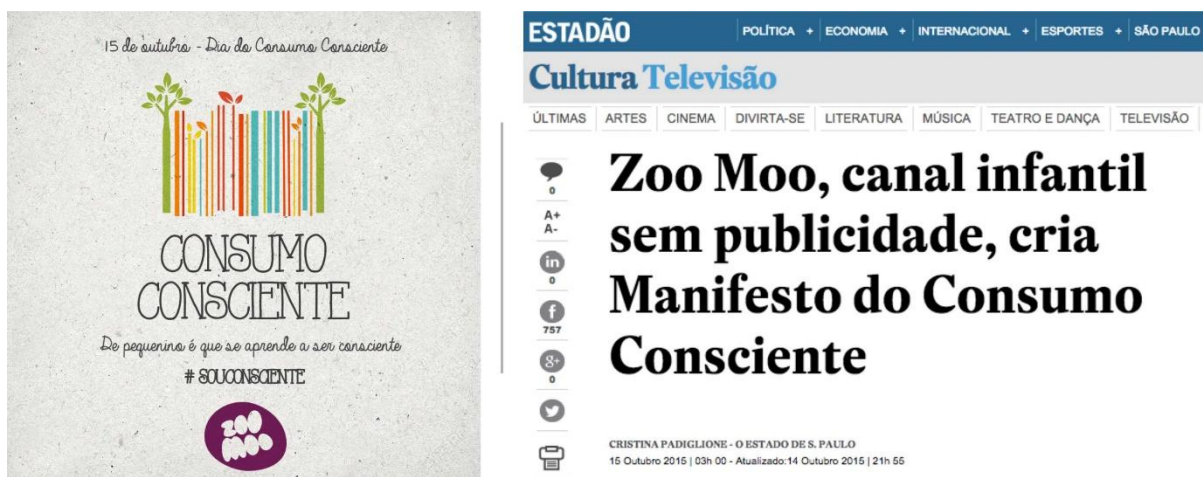 15 de outubro - Dia do Consumo Consciente
CONSUMO
CONSCIENTE
De pequenino é que se aprende a ser consciente
# SOUCONSCIENTE
ZOO
MOO
ESTADÃO
POLÍTICA + ECONOMIA + INTERNACIONAL + ESPORTES + SÃO PAULO
Cultura Televisão
ÚLTIMAS ARTES CINEMA DIVIRTA-SE LITERATURA MÚSICA TEATRO E DANÇA TELEVISÃO
0
A+
A-
in
0
f
757
g+
0
Zoo Moo, canal infantil
sem publicidade, cria
Manifesto do Consumo
Consciente
CRISTINA PADIGLIONE - O ESTADO DE S. PAULO
15 Outubro 2015 | 03h 00 - Atualizado:14 Outubro 2015 | 21h 55